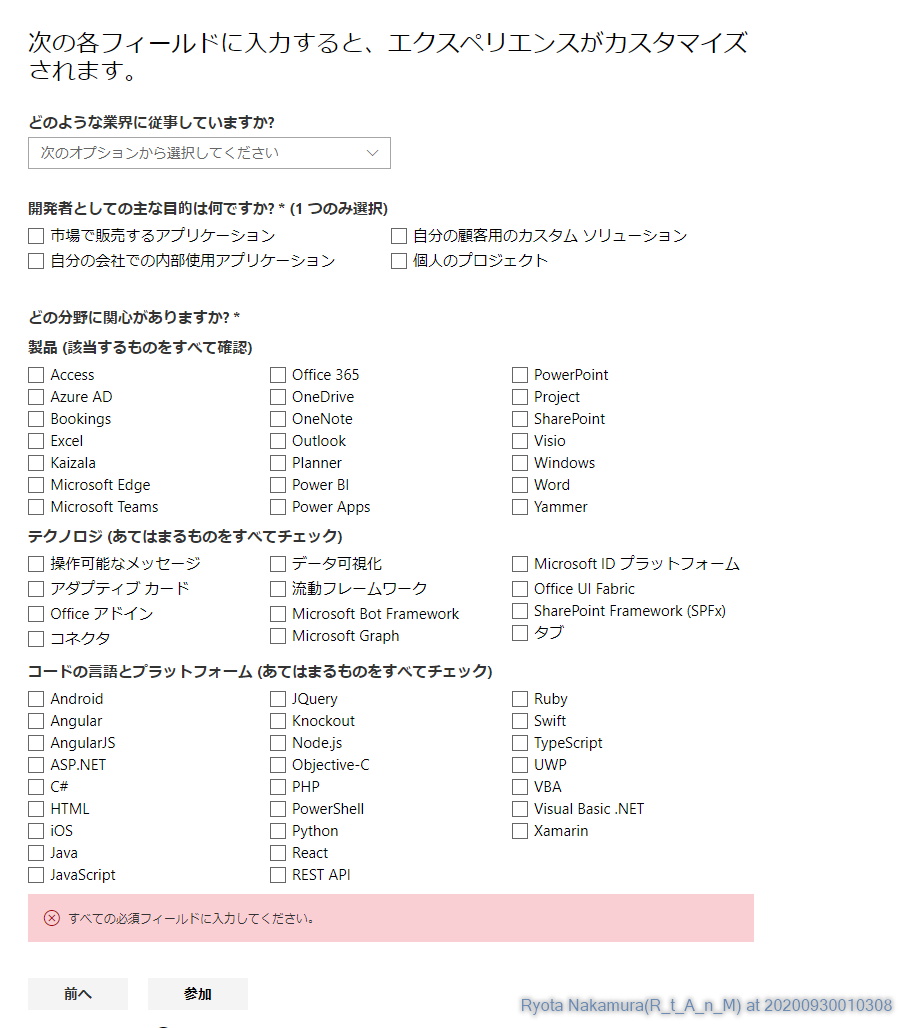 次の各フィールドに入力すると、エクスペリエンスがカスタマイズ
されます。
どのような業界に従事していますか?
次のオプションから選択してください
開発者としての主な目的は何ですか? * (1 つのみ選択)
市場で販売するアプリケーション
自分の顧客用のカスタム ソリューション
自分の会社での内部使用アプリケーション
個人のプロジェクト
どの分野に関心がありますか? *
製品 (該当するものをすべて確認)
Access
Office 365
PowerPoint
Azure AD
OneDrive
Project
Bookings
OneNote
SharePoint
Excel
Outlook
Visio
Kaizala
Planner
Windows
Microsoft Edge
Power BI
Word
Microsoft Teams
Power Apps
Yammer
テクノロジ (あてはまるものをすべてチェック)
操作可能なメッセージ
データ可視化
Microsoft ID プラットフォーム
アダプティブ カード
流動フレームワーク
Office UI Fabric
Office アドイン
Microsoft Bot Framework
SharePoint Framework (SPFx)
コネクタ
Microsoft Graph
タブ
コードの言語とプラットフォーム (あてはまるものをすべてチェック)
Android
JQuery
Ruby
Angular
Knockout
Swift
AngularJS
Node.js
TypeScript
ASP.NET
Objective-C
UWP
C#
PHP
VBA
HTML
PowerShell
Visual Basic .NET
iOS
Python
Xamarin
Java
React
JavaScript
REST API
すべての必須フィールドに入力してください。
前へ
参加
Ryota Nakamura(R_t_A_n_M) at 20200930010308